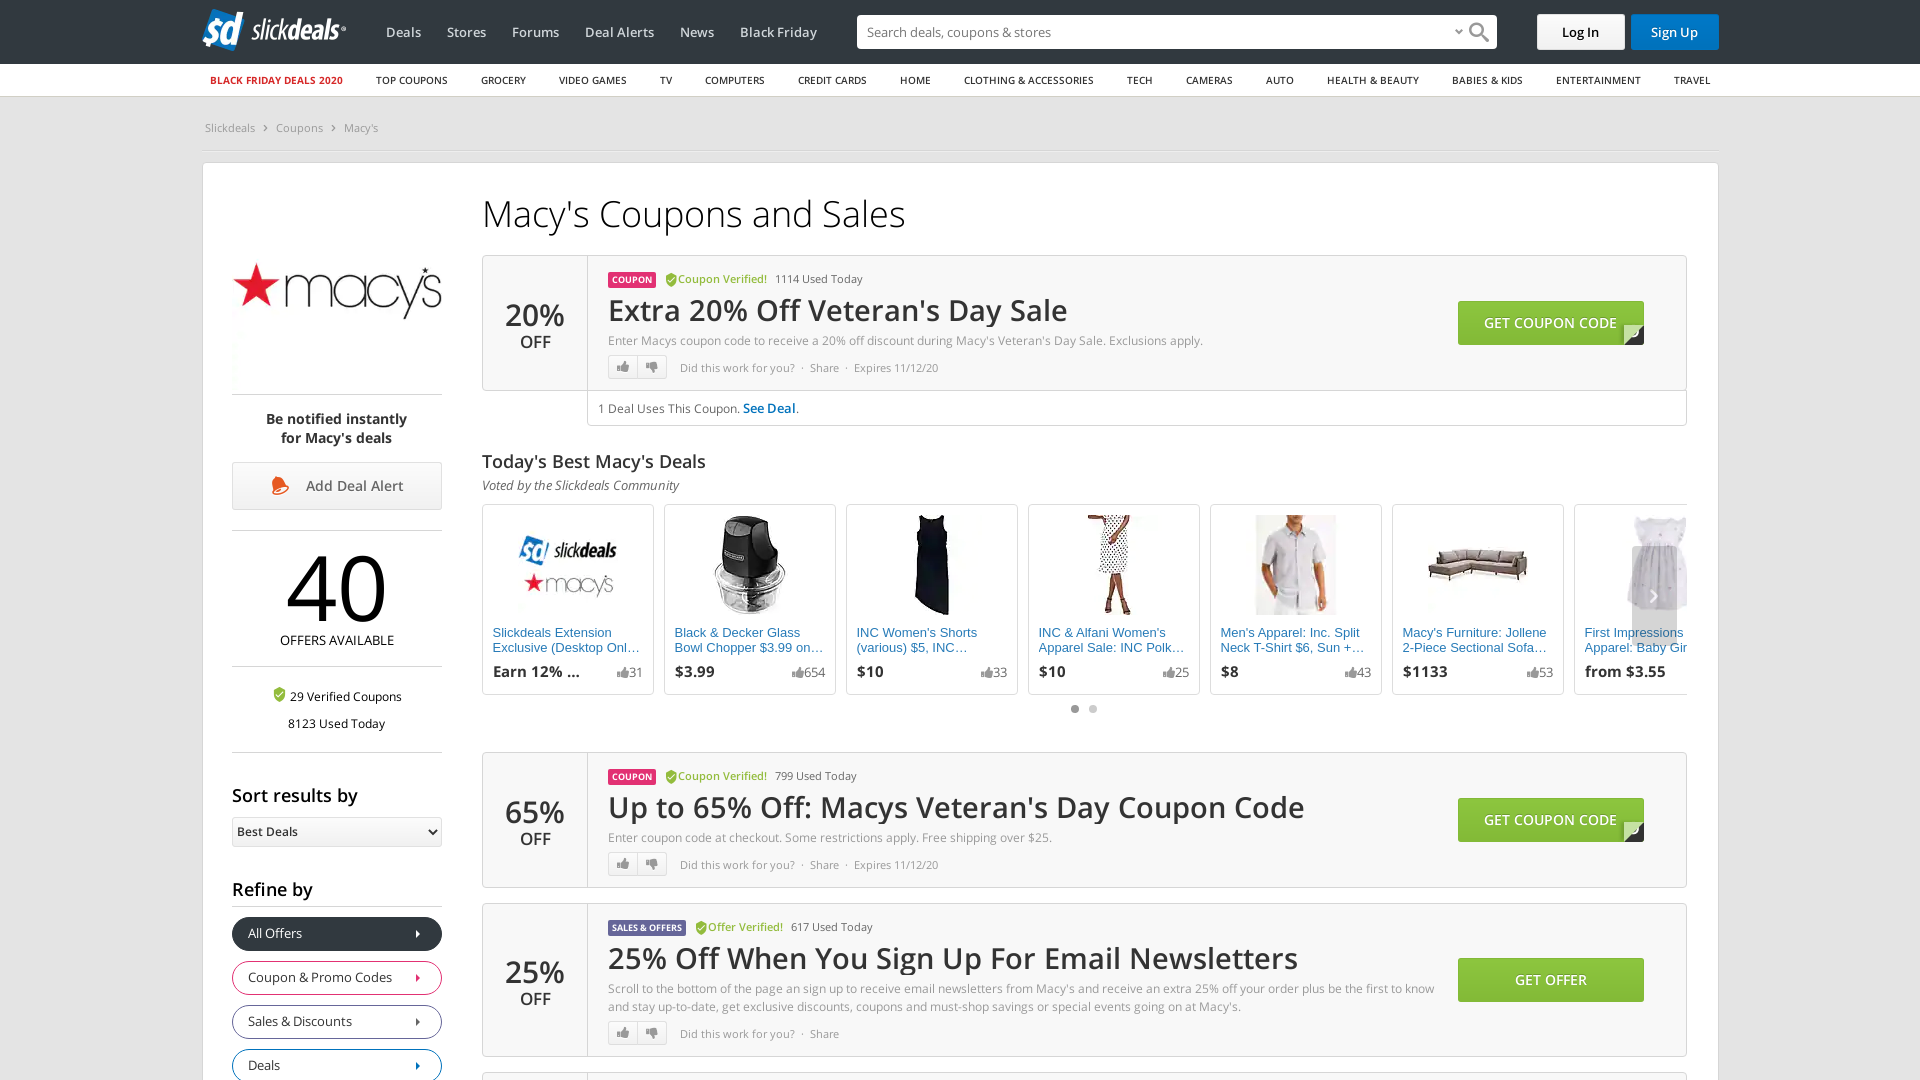 sd slickdeals
Deals Stores Forums Deal Alerts News Black Friday
Search deals, coupons & shops
Log In Sign Up
BLACK FRIDAY DEALS 2020 TOP COUPONS GROCERY VIDEO GAMES TV COMPUTERS CREDIT CARDS HOME CLOTHING & ACCESSORIES TECH CAMERAS AUTO HEALTH & BEAUTY BABIES & KIDS ENTERTAINMENT TRAVEL
Slickdeals > Coupons > Macy's
macy's
Be notified instantly
for Macy's deals
Add Deal Alert
40
OFFERS AVAILABLE
29 Verified Coupons
8123 Used Today
Sort results by
Best Deals
Refine by
All Offers
Coupon & Promo Codes
Sales & Discounts
Deals
Macy's Coupons and Sales
20%
OFF
COUPON Coupon Verified! 1114 Used Today
Extra 20% Off Veteran's Day Sale
Enter Macys coupon code to receive a 20% off discount during Macy's Veteran's Day Sale. Exclusions apply.
Did this work for you? · Share · Expires 11/12/20
GET COUPON CODE
1 Deal Uses This Coupon. See Deal.
Today's Best Macy's Deals
Voted by the Slickdeals Community
sd slickdeals
macy's
Slickdeals Extension
Exclusive (Desktop Onl...
Earn 12% ... 31
Black & Decker Glass
Bowl Chopper $3.99 on...
$3.99 654
INC Women's Shorts
(various) $5, INC...
$10 33
INC & Alfani Women's
Apparel Sale: INC Polk...
$10 25
Men's Apparel: Inc. Split
Neck T-Shirt $6, Sun +...
$8 43
Macy's Furniture: Jollene
2-Piece Sectional Sofa...
$1133 53
First Impressions
Apparel: Baby Gir
from $3.55
65%
OFF
COUPON Coupon Verified! 799 Used Today
Up to 65% Off: Macys Veteran's Day Coupon Code
Enter coupon code at checkout. Some restrictions apply. Free shipping over $25.
Did this work for you? · Share · Expires 11/12/20
GET COUPON CODE
25%
OFF
SALES & OFFERS Offer Verified! 617 Used Today
25% Off When You Sign Up For Email Newsletters
Scroll to the bottom of the page an sign up to receive email newsletters from Macy's and receive an extra 25% off your order plus be the first to know
and stay up-to-date, get exclusive discounts, coupons and must-shop savings or special events going on at Macy's.
Did this work for you? · Share
GET OFFER